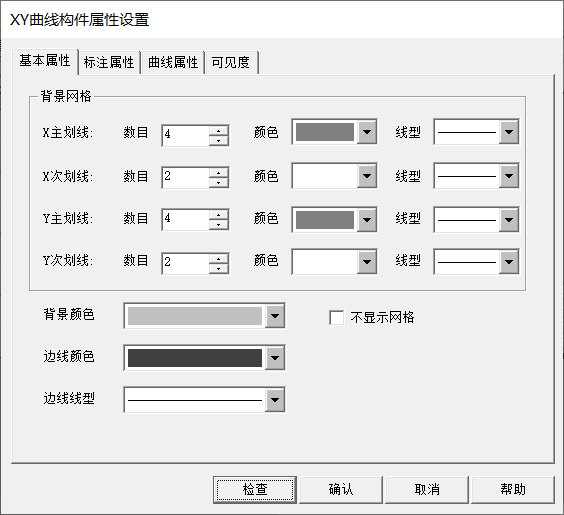 XY曲线构件属性设置
基本属性 标注属性 曲线属性 可见度
背景网格
X主划线: 数目 4 颜色 线型
X次划线: 数目 2 颜色 线型
Y主划线: 数目 4 颜色 线型
Y次划线: 数目 2 颜色 线型
背景颜色 不显示网格
边线颜色
边线线型
检查 确认 取消 帮助